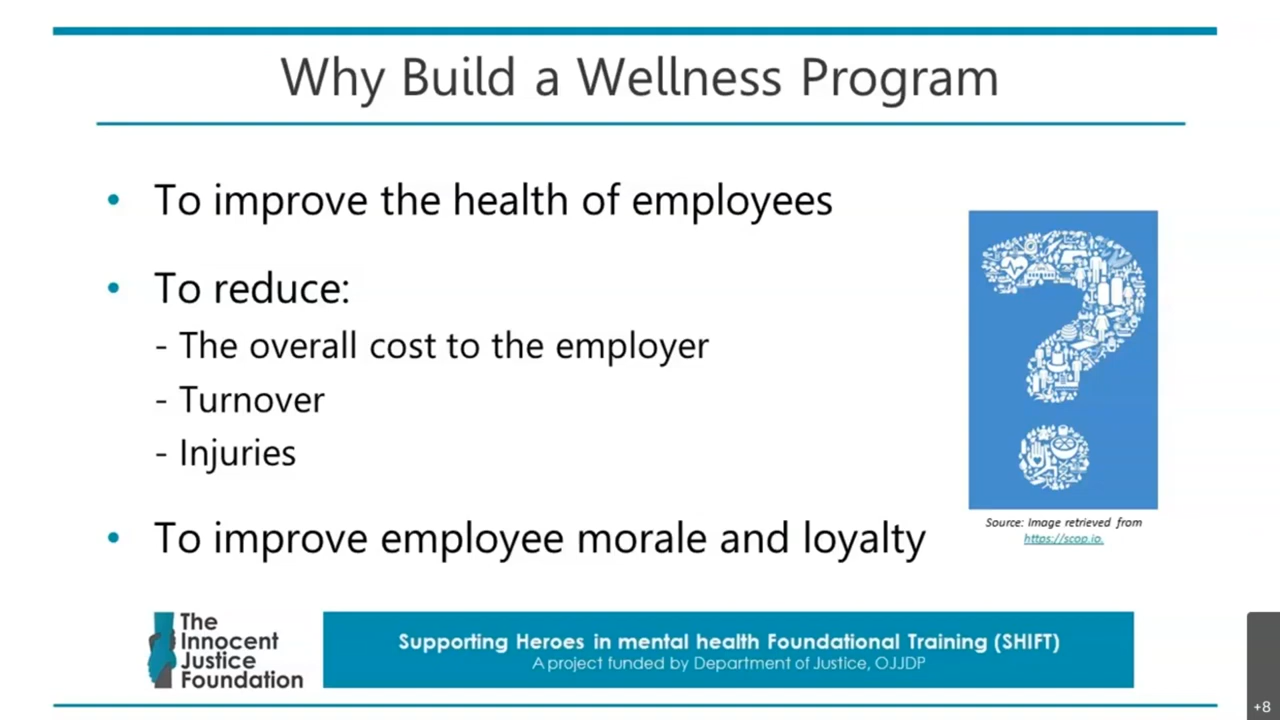 Why Build a Wellness Program
• To improve the health of employees
• To reduce:
- The overall cost to the employer
- Turnover
- Injuries
• To improve employee morale and loyalty
Source: Image retrieved from
https://scop.io.
The
Innocent
Justice
Foundation
Supporting Heroes in mental health Foundational Training (SHIFT)
A project funded by Department of Justice, OJJDP
+8